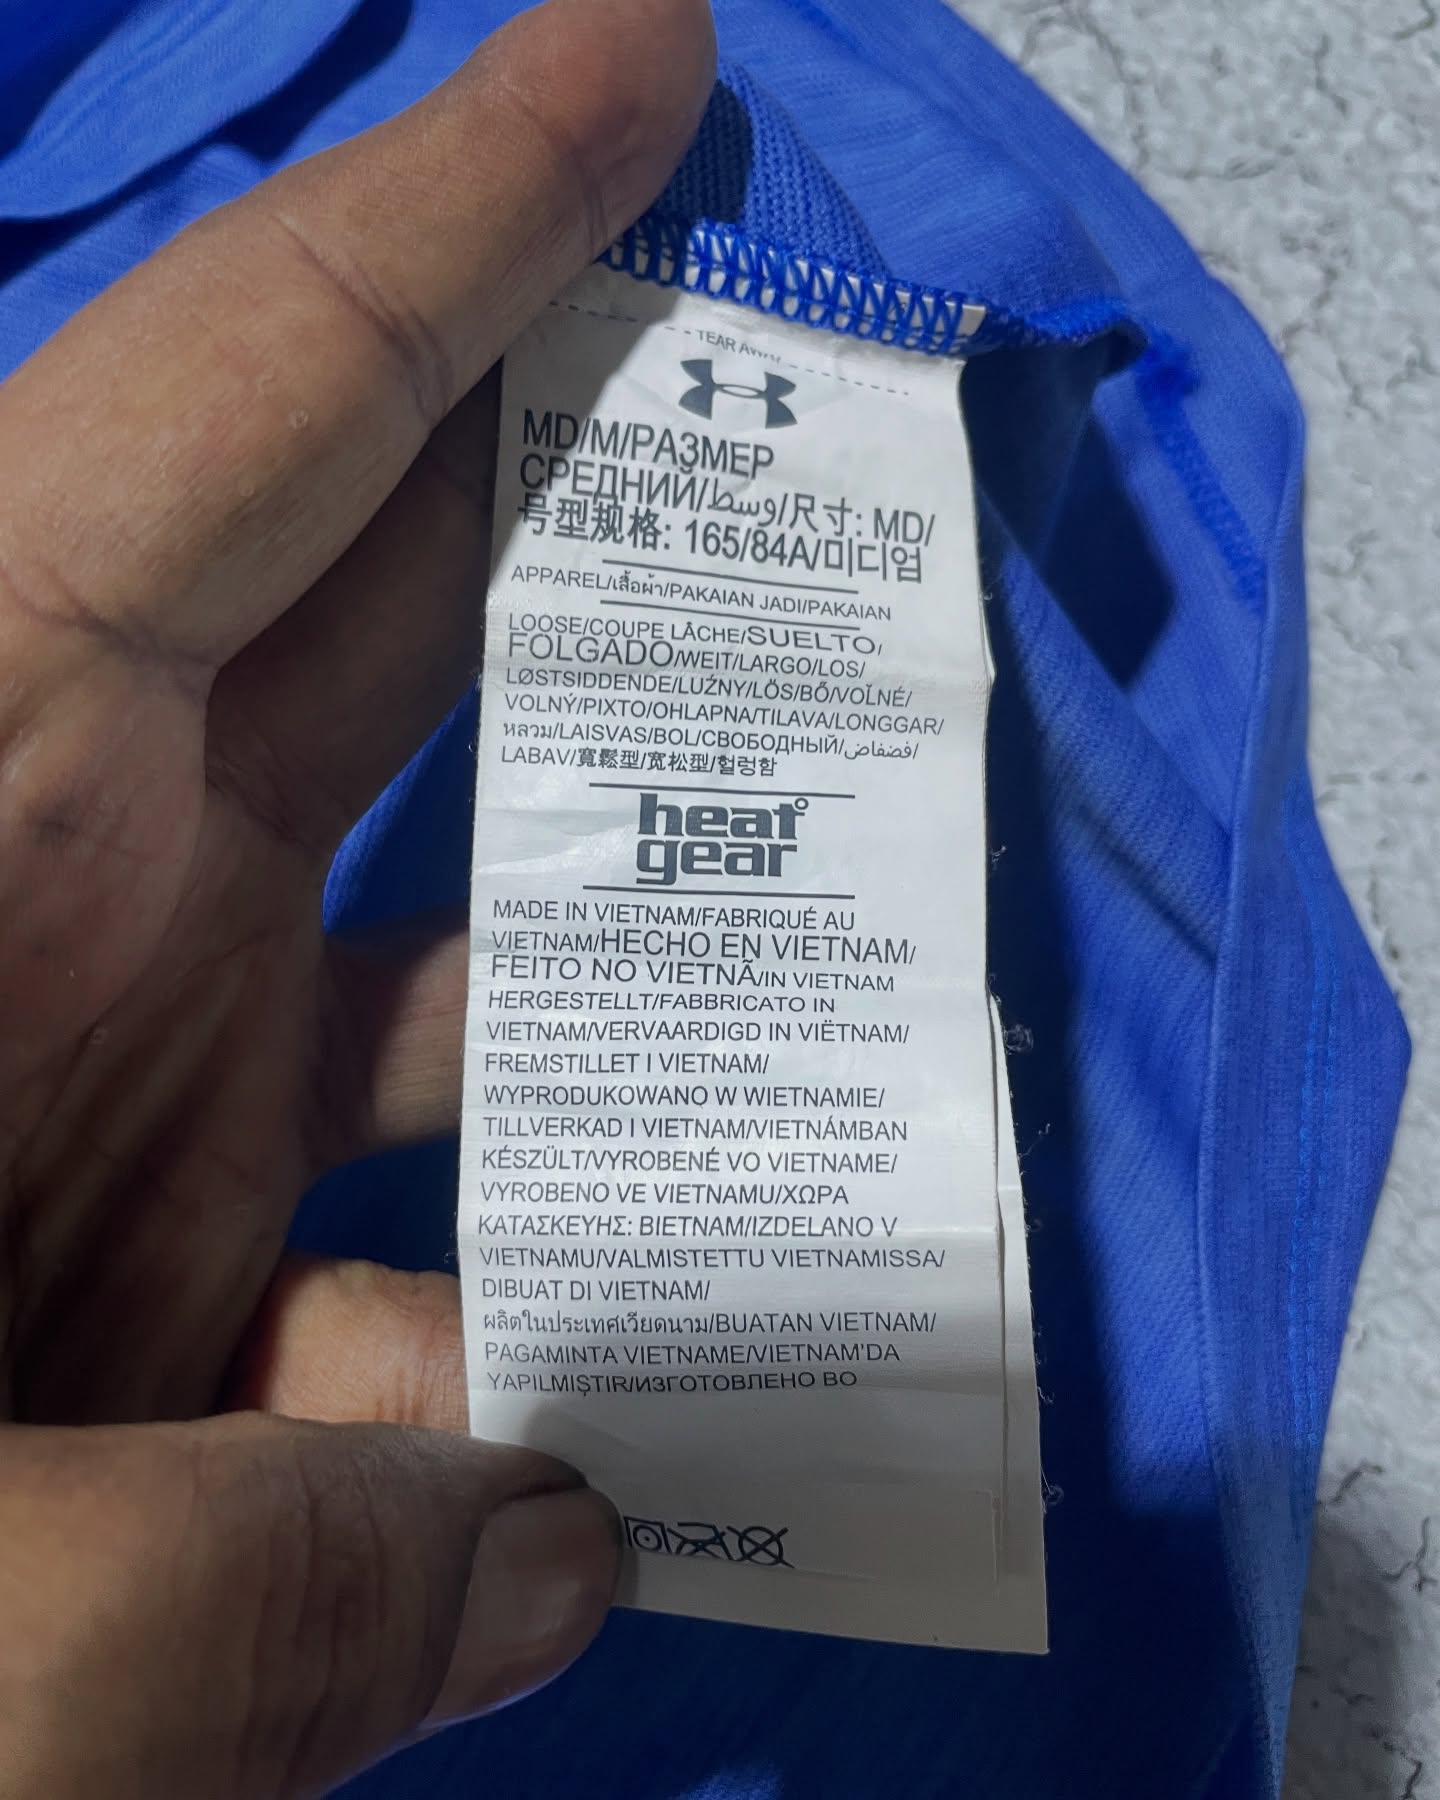 TEAR AWAY
MD/M/РАЗМЕР
СРЕДНИЙ/وسط/尺寸: MD/
号型规格: 165/84A/미디엄
APPAREL/เสื้อผ้า/PAKAIAN JADI/PAKAIAN
LOOSE/COUPE LÂCHE/SUELTO/
FOLGADO/WEIT/LARGO/LOS/
LØSTSIDDENDE/LUŹNY/LÖS/BŐ/VOĽNÉ/
VOLNÝ/ΡΙΧΤΟ/OHLAPNA/TILAVA/LONGGAR/
หลวม/LAISVAS/BOL/СВОБОДНЫЙ/فضفاض/
LABAV/寬鬆型/宽松型/헐렁함
heat°
gear
MADE IN VIETNAM/FABRIQUÉ AU
VIETNAM/HECHO EN VIETNAM/
FEITO NO VIETNÃ/IN VIETNAM
HERGESTELLT/FABBRICATO IN
VIETNAM/VERVAARDIGD IN VIËTNAM/
FREMSTILLET I VIETNAM/
WYPRODUKOWANO W WIETNAMIE/
TILLVERKAD I VIETNAM/VIETNÁMBAN
KÉSZÜLT/VYROBENÉ VO VIETNAME/
VYROBENO VE VIETNAMU/ΧΩΡΑ
ΚΑΤΑΣΚΕΥΗΣ: ΒΙΕΤΝΑΜ/IZDELANO V
VIETNAMU/VALMISTETTU VIETNAMISSA/
DIBUAT DI VIETNAM/
ผลิตในประเทศเวียดนาม/BUATAN VIETNAM/
PAGAMINTA VIETNAME/VIETNAM'DA
YAPILMIŞTIR/ИЗГОТОВЛЕНО ВО